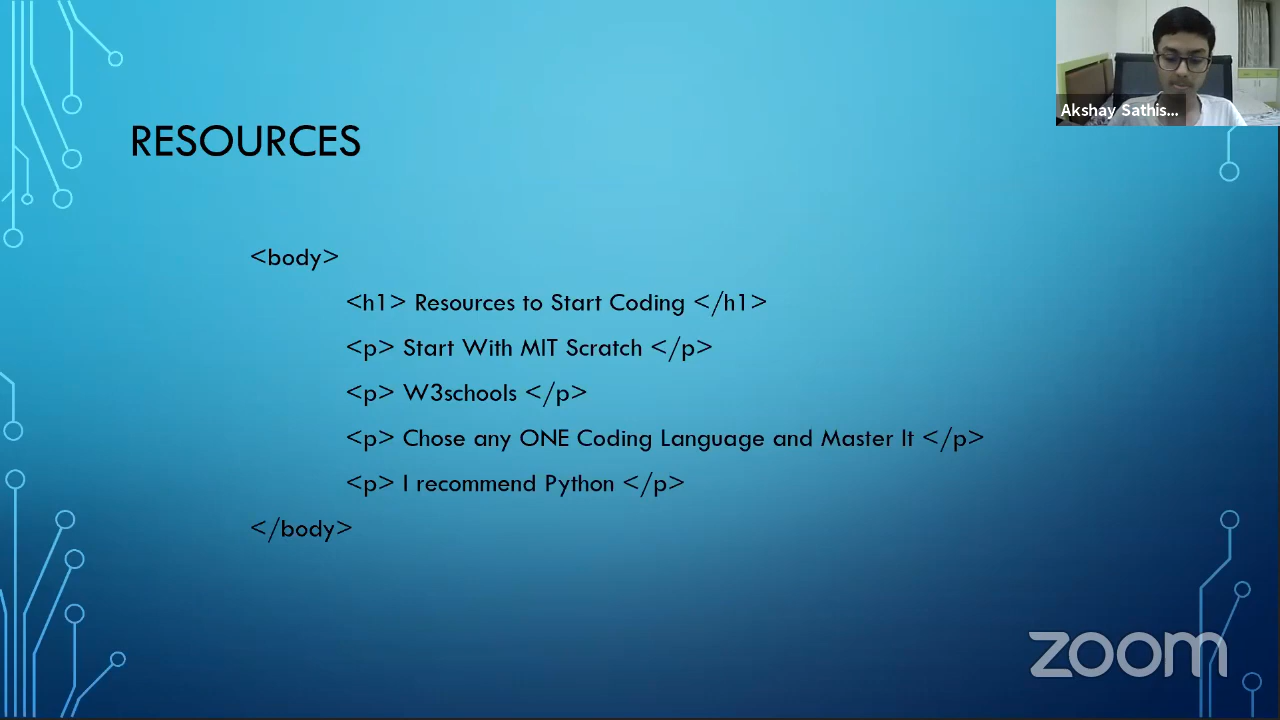 Akshay Sathis...
RESOURCES
<body>
<h1> Resources to Start Coding </h1>
<p> Start With MIT Scratch </p>
<p> W3schools </p>
<p> Chose any ONE Coding Language and Master It </p>
<p> I recommend Python </p>
</body>
zoom